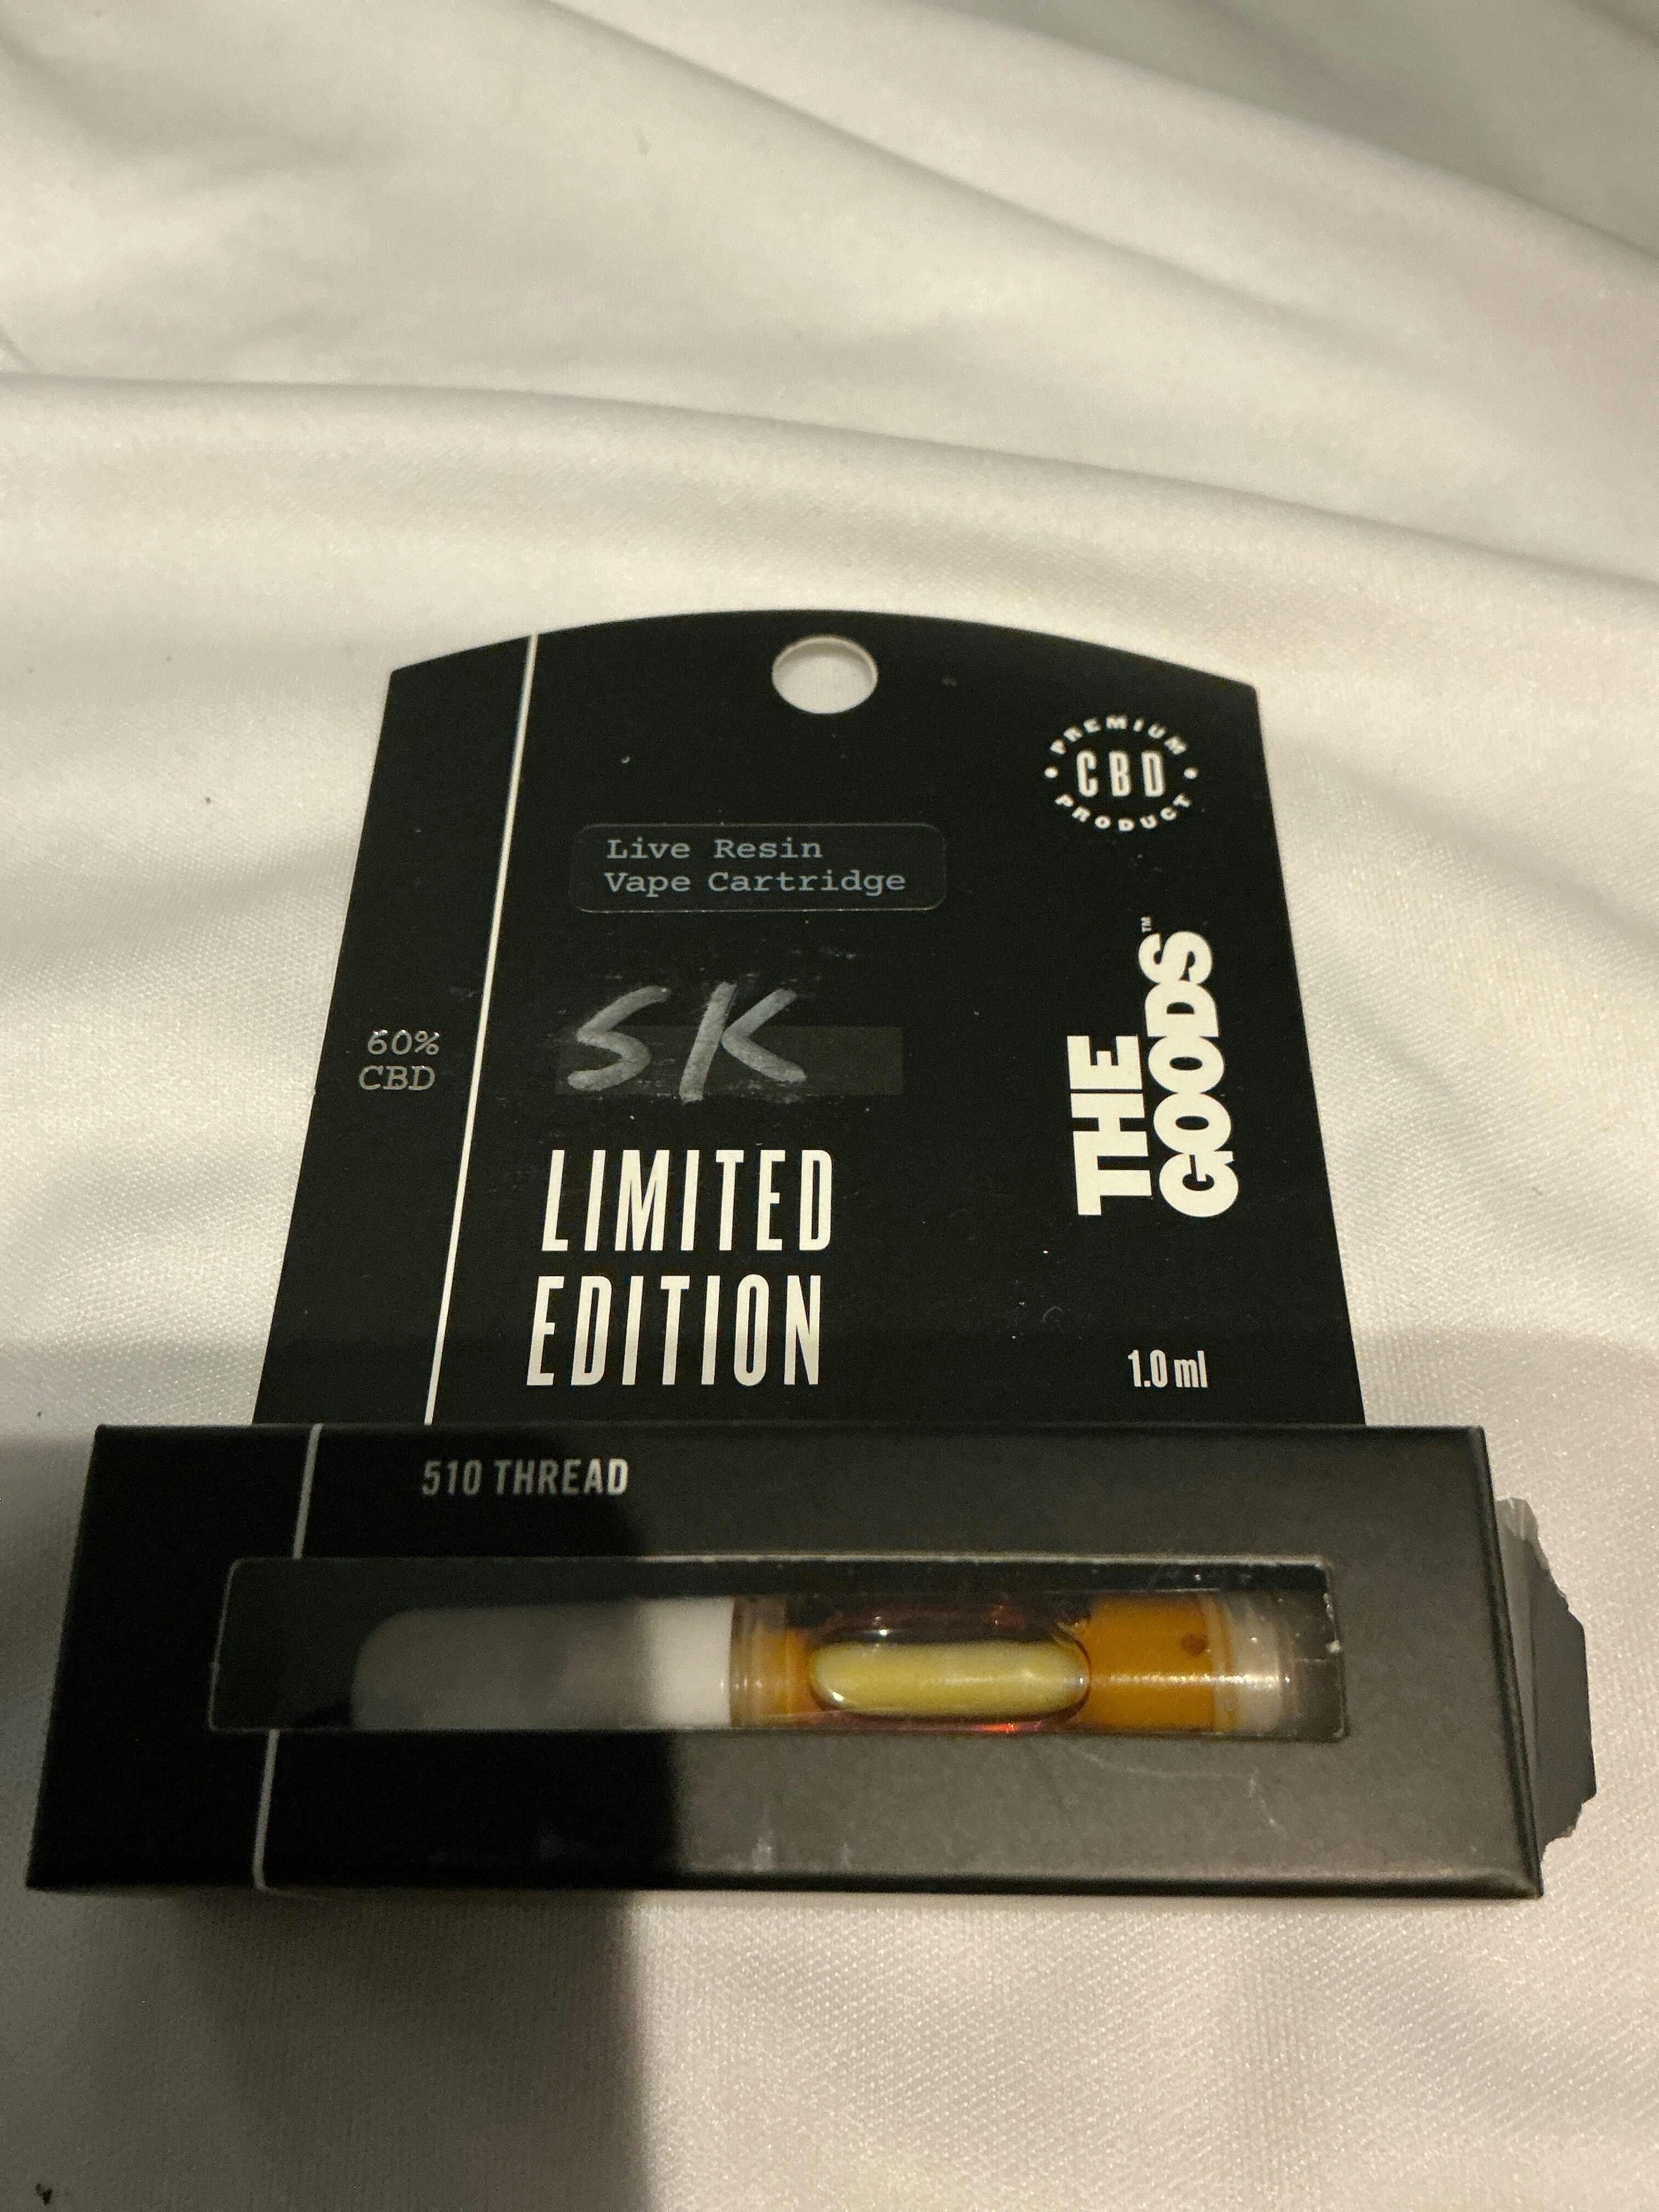 PREMIUM
CBD
PRODUCT
Live Resin
Vape Cartridge
SK
60%
CBD
THE
GOODS™
LIMITED
EDITION
1.0 ml
510 THREAD